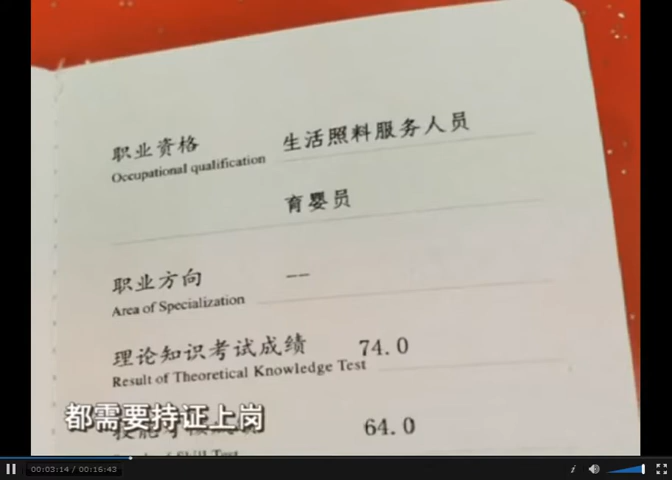 职业资格 生活照料服务人员
Occupational qualification
育婴员
职业方向 --
Area of Specialization
理论知识考试成绩 74.0
Result of Theoretical Knowledge Test
都需要持证上岗
64.0
Skill Test
00:03:14 / 00:16:43